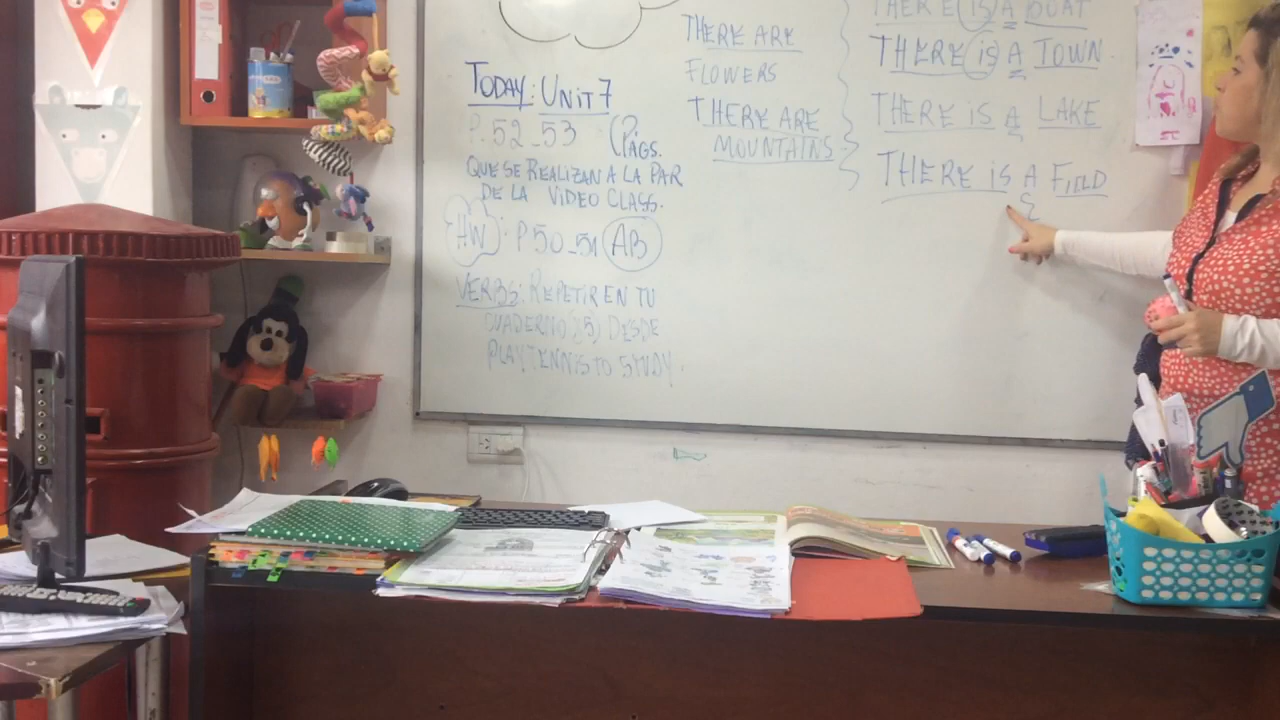 TODAY: UNIT 7
P. 52_53 (PÁGS.
QUE SE REALIZAN A LA PAR
DE LA VIDEO CLASS.
HW: P 50_51 AB
VERBS: REPETIR EN TU
CUADERNO (5) DESDE
PLAY TENNIS TO STUDY.
THERE ARE
FLOWERS
THERE ARE
MOUNTAINS
THERE IS A BOAT
THERE IS A TOWN
THERE IS A LAKE
THERE IS A FIELD